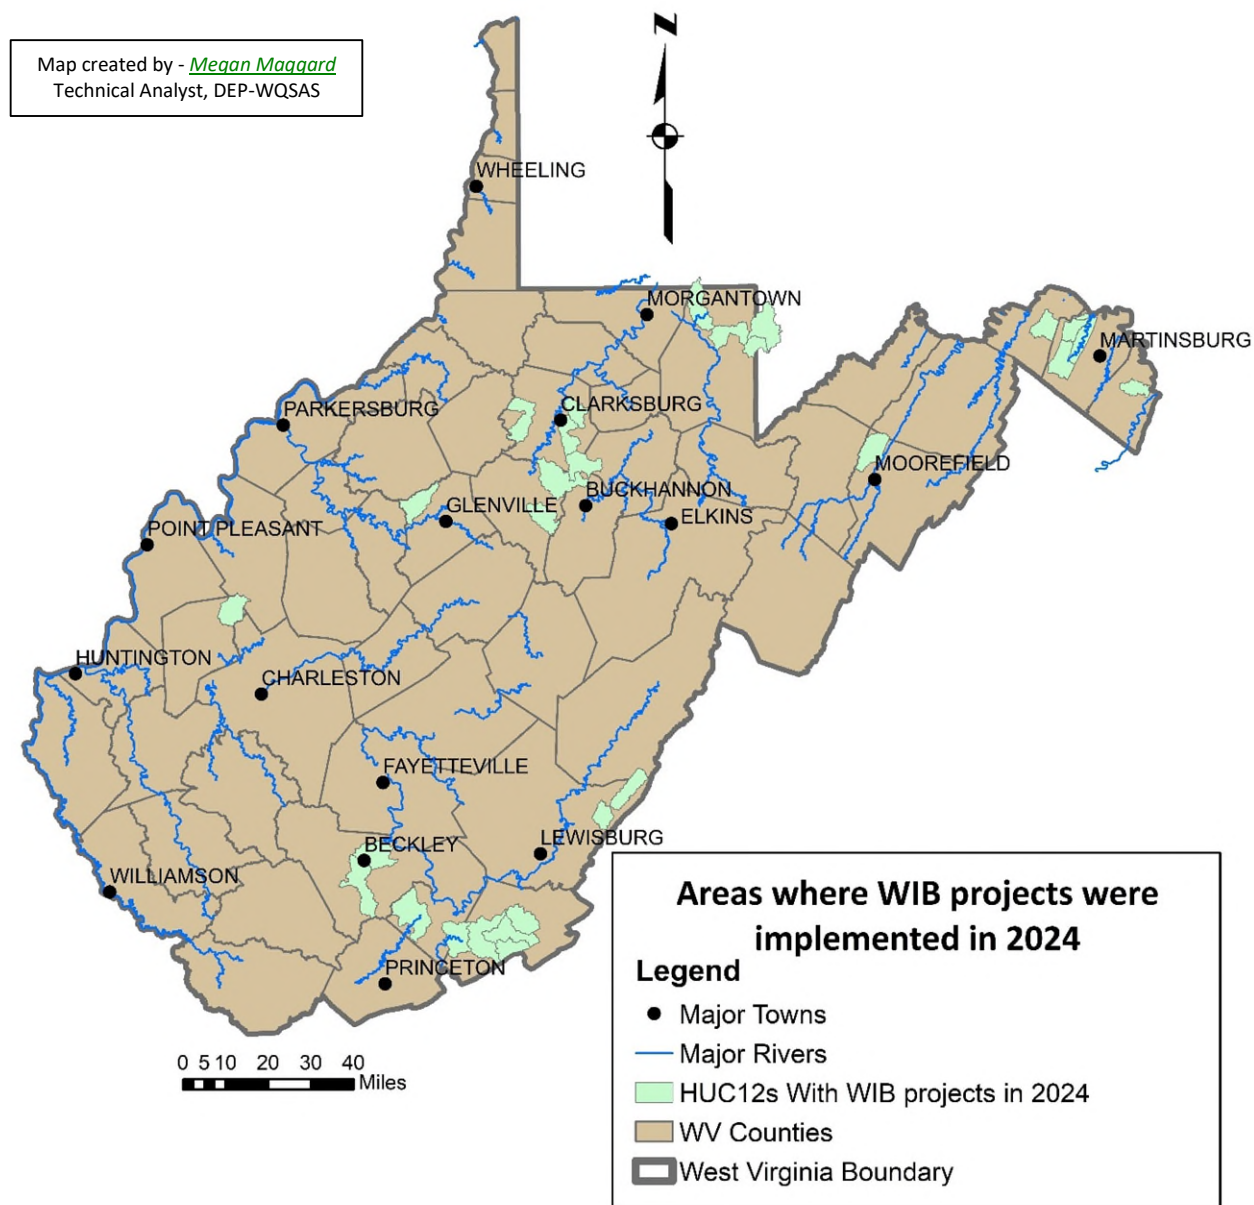 Map created by - Megan Maggard
Technical Analyst, DEP-WQSAS
N
WHEELING
MORGANTOWN
MARTINSBURG
PARKERSBURG
CLARKSBURG
MOOREFIELD
BUCKHANNON
GLENVILLE
ELKINS
POINT PLEASANT
HUNTINGTON
CHARLESTON
FAYETTEVILLE
LEWISBURG
BECKLEY
WILLIAMSON
PRINCETON
0 5 10 20 30 40
Miles
Areas where WIB projects were
implemented in 2024
Legend
Major Towns
Major Rivers
HUC12s With WIB projects in 2024
WV Counties
West Virginia Boundary